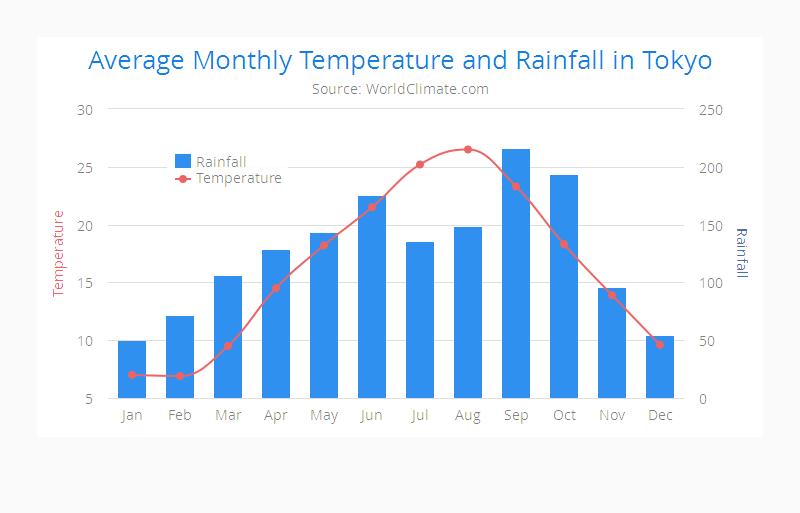 Average Monthly Temperature and Rainfall in Tokyo
Source: WorldClimate.com
30
25
20
15
10
5
Temperature
Rainfall
Temperature
250
200
150
100
50
0
Rainfall
Jan Feb Mar Apr May Jun Jul Aug Sep Oct Nov Dec